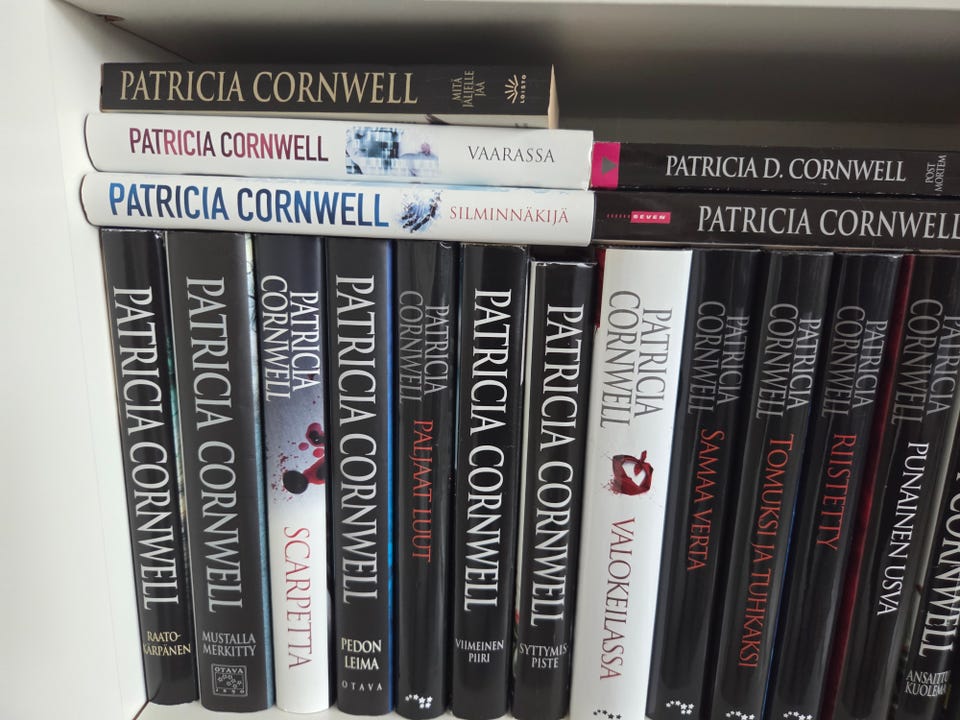 PATRICIA CORNWELL
MITÄ
JÄLJELLE
JÄÄ
LOISTO
PATRICIA CORNWELL
VAARASSA
PATRICIA D. CORNWELL
POST
MORTEM
PATRICIA CORNWELL
SILMINNÄKIJÄ
SEVEN
PATRICIA CORNWELL
PATRICIA CORNWELL
RAATO-
KÄRPÄNEN
PATRICIA CORNWELL
MUSTALLA
MERKITTY
OTAVA
1890
PATRICIA
CORNWELL
SCARPETTA
PATRICIA CORNWELL
PEDON
LEIMA
OTAVA
PATRICIA
CORNWELL
PALJAAT LUUT
PATRICIA CORNWELL
VIIMEINEN
PIIRI
PATRICIA CORNWELL
SYTTYMIS
PISTE
PATRICIA
CORNWELL
VALOKEILASSA
PATRICIA
CORNWELL
SAMAA VERTA
PATRICIA
CORNWELL
TOMUKSI JA TUHKAKSI
PATRICIA
CORNWELL
RIISTETTY
PATRICIA
CORNWELL
PUNAINEN USVA
CORNWELL
ANSAITTU
KUOLEMA